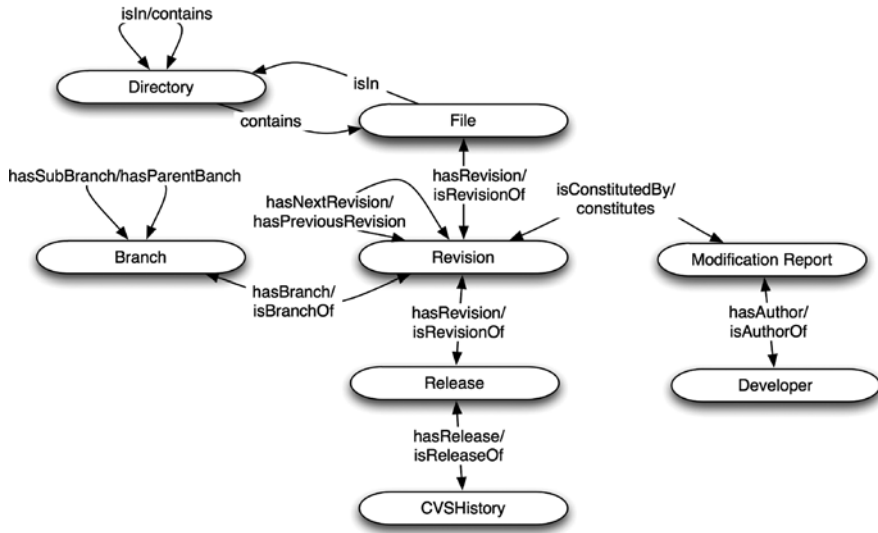 isIn/contains
Directory
isIn
contains
File
hasSubBranch/hasParentBanch
hasNextRevision/
hasPreviousRevision
hasRevision/
isRevisionOf
isConstitutedBy/
constitutes
Branch
Revision
Modification Report
hasBranch/
isBranchOf
hasRevision/
isRevisionOf
hasAuthor/
isAuthorOf
Release
Developer
hasRelease/
isReleaseOf
CVSHistory